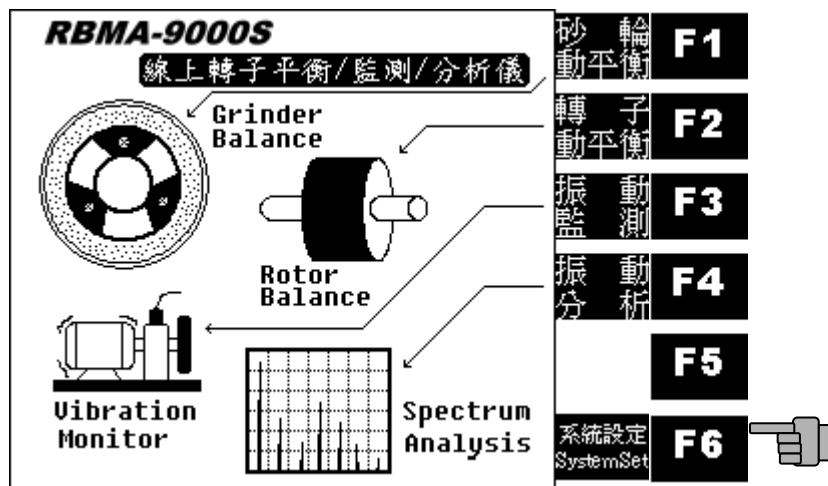 RBMA-9000S
線上轉子平衡/監測/分析儀
Grinder
Balance
Rotor
Balance
Vibration
Monitor
Spectrum
Analysis
砂輪
動平衡
F1
轉子
動平衡
F2
振動
監測
F3
振動
分析
F4
F5
系統設定
SystemSet
F6